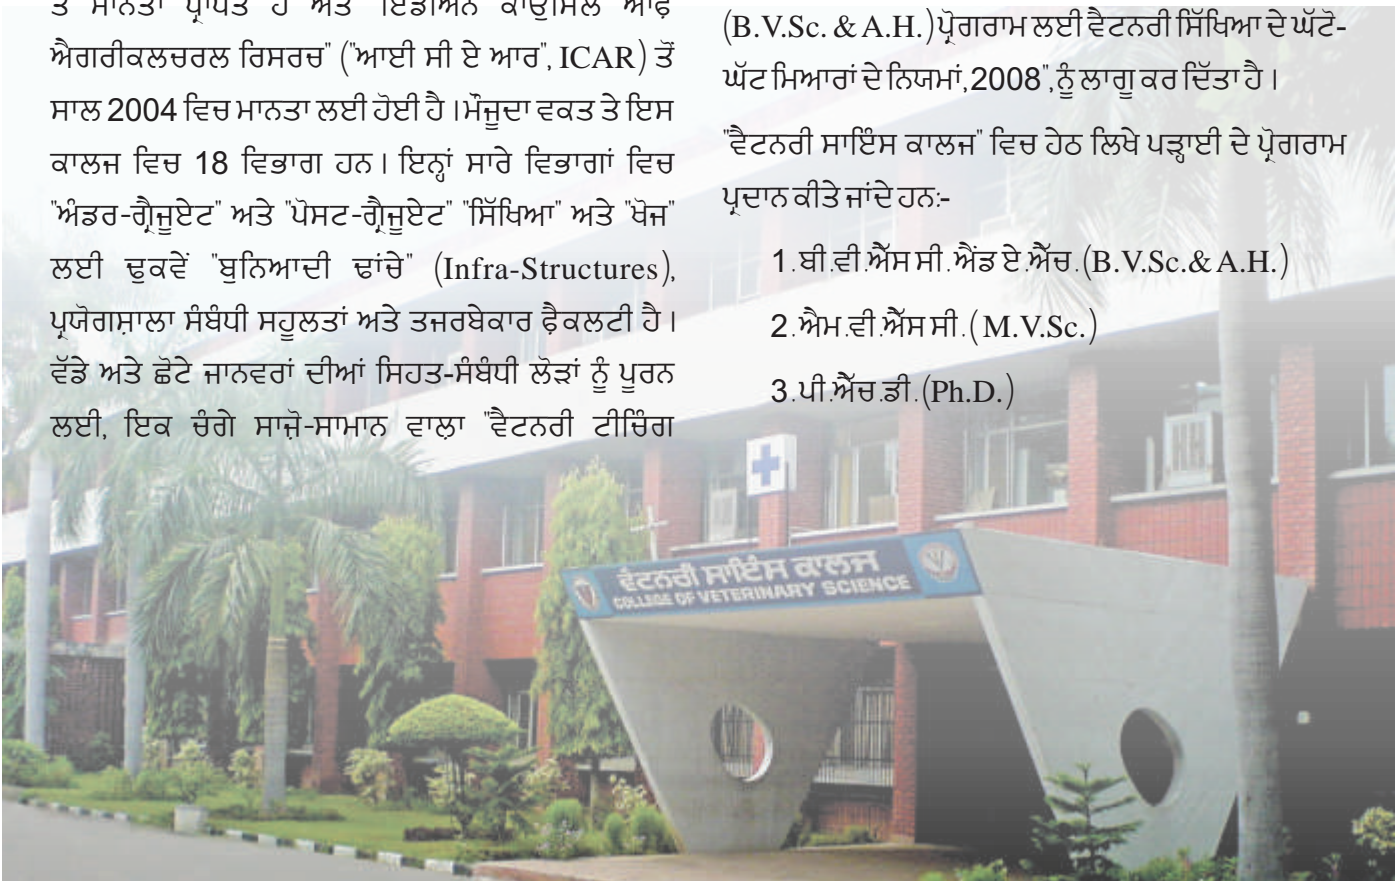 ਤੋਂ ਮਾਨਤਾ ਪ੍ਰਾਪਤ ਹੈ ਅਤੇ "ਇੰਡੀਅਨ ਕਾਉਂਸਿਲ ਆਫ਼
ਐਗਰੀਕਲਚਰਲ ਰਿਸਰਚ" ("ਆਈ ਸੀ ਏ ਆਰ", ICAR) ਤੋਂ
ਸਾਲ 2004 ਵਿਚ ਮਾਨਤਾ ਲਈ ਹੋਈ ਹੈ। ਮੌਜੂਦਾ ਵਕਤ ਤੇ ਇਸ
ਕਾਲਜ ਵਿਚ 18 ਵਿਭਾਗ ਹਨ। ਇਨ੍ਹਾਂ ਸਾਰੇ ਵਿਭਾਗਾਂ ਵਿਚ
"ਅੰਡਰ-ਗ੍ਰੈਜੂਏਟ" ਅਤੇ "ਪੋਸਟ-ਗ੍ਰੈਜੂਏਟ" "ਸਿੱਖਿਆ" ਅਤੇ "ਖੋਜ"
ਲਈ ਢੁਕਵੇਂ "ਬੁਨਿਆਦੀ ਢਾਂਚੇ" (Infra-Structures),
ਪ੍ਰਯੋਗਸ਼ਾਲਾ ਸੰਬੰਧੀ ਸਹੂਲਤਾਂ ਅਤੇ ਤਜਰਬੇਕਾਰ ਫ਼ੈਕਲਟੀ ਹੈ।
ਵੱਡੇ ਅਤੇ ਛੋਟੇ ਜਾਨਵਰਾਂ ਦੀਆਂ ਸਿਹਤ-ਸੰਬੰਧੀ ਲੋੜਾਂ ਨੂੰ ਪੂਰਨ
ਲਈ, ਇਕ ਚੰਗੇ ਸਾਜ਼ੋ-ਸਾਮਾਨ ਵਾਲ਼ਾ "ਵੈਟਨਰੀ ਟੀਚਿੰਗ
(B.V.Sc. & A.H.) ਪ੍ਰੋਗਰਾਮ ਲਈ ਵੈਟਨਰੀ ਸਿੱਖਿਆ ਦੇ ਘੱਟੋ-
ਘੱਟ ਮਿਆਰਾਂ ਦੇ ਨਿਯਮਾਂ, 2008", ਨੂੰ ਲਾਗੂ ਕਰ ਦਿੱਤਾ ਹੈ।
"ਵੈਟਨਰੀ ਸਾਇੰਸ ਕਾਲਜ" ਵਿਚ ਹੇਠ ਲਿਖੇ ਪੜ੍ਹਾਈ ਦੇ ਪ੍ਰੋਗਰਾਮ
ਪ੍ਰਦਾਨ ਕੀਤੇ ਜਾਂਦੇ ਹਨ:-
1. ਬੀ.ਵੀ.ਐੱਸ ਸੀ. ਐਂਡ ਏ.ਐੱਚ. (B.V.Sc.& A.H.)
2. ਐਮ.ਵੀ.ਐੱਸ ਸੀ. ( M.V.Sc.)
3. ਪੀ.ਐੱਚ.ਡੀ. (Ph.D.)
ਵੈਟਨਰੀ ਸਾਇੰਸ ਕਾਲਜ
COLLEGE OF VETERINARY SCIENCE